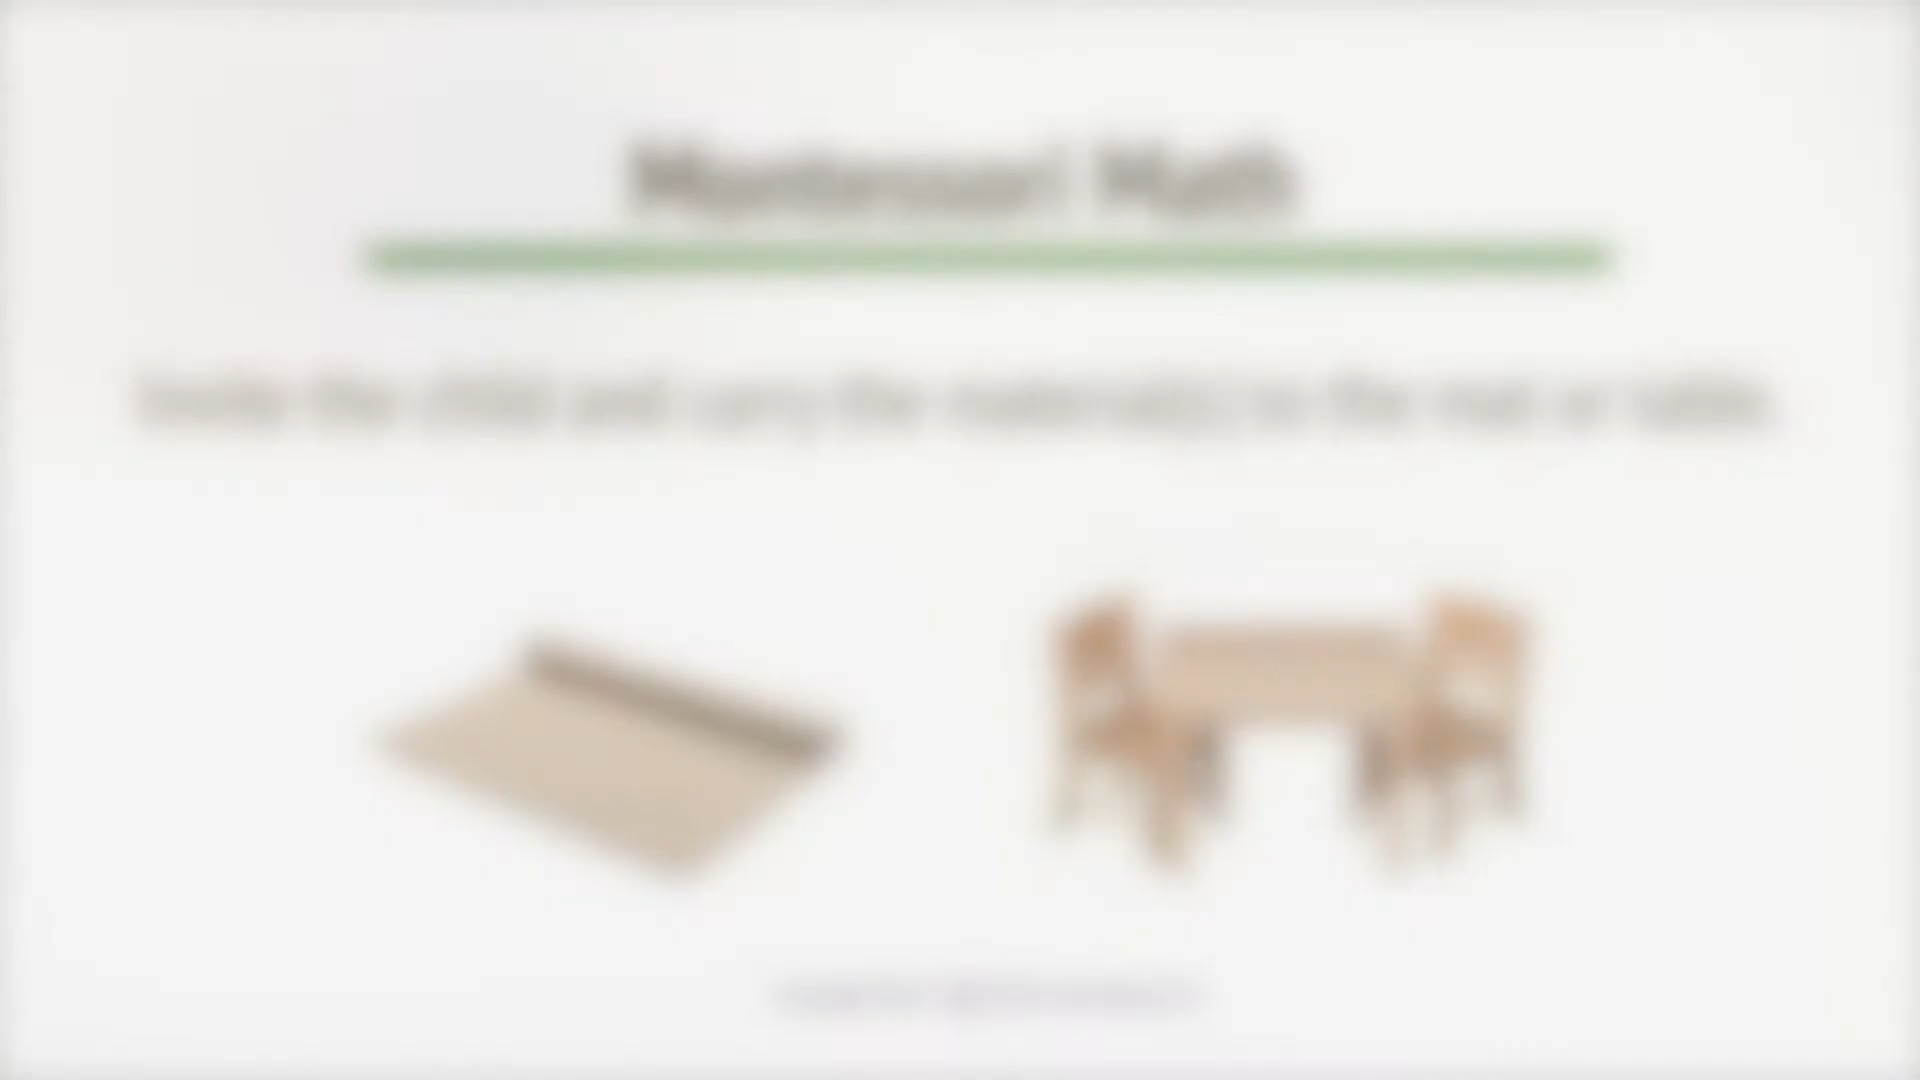 Montessori Math
Invite the child and carry the material(s) to the mat or table.